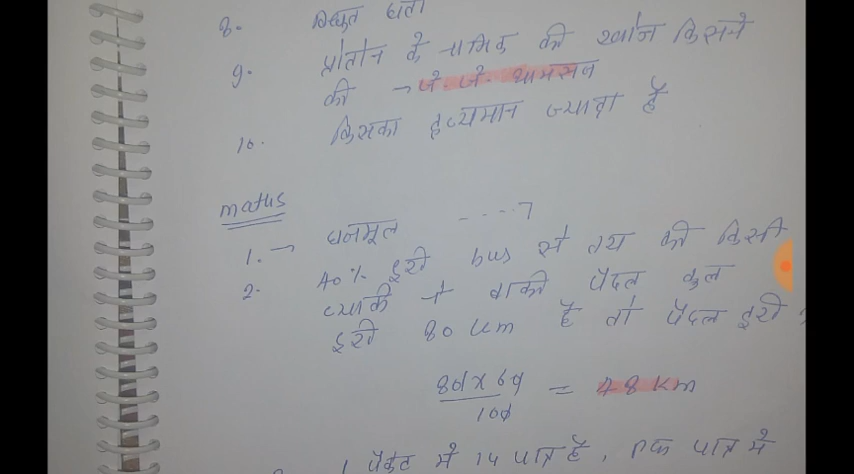 8. विद्युत धारा
9. प्रोटोन के नाभिक की खोज किसने
की → जे. जे. थामसन
10. किसका द्रव्यमान ज्यादा है
maths
1. → घनमूल ....7
2. 40% दूरी bus से तय की किसी
व्यक्ति ने बाकी पैदल कुल
दूरी 80 km है तो पैदल दूरी ?
80 x 60
100
= 48 km
1 पैकेट में 14 पात्र है, एक पात्र में